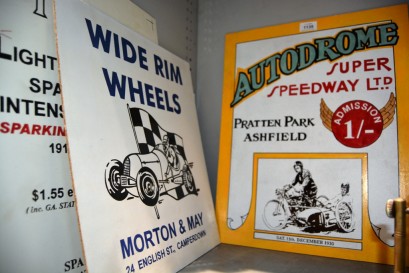 LIGHT
SPA
INTENS
SPARKIN
191
$1.55 e
(inc. G.A. STAT
SPA
WIDE RIM
WHEELS
MORTON & MAY
24 ENGLISH ST., CAMPERDOWN
AUTODROME
SUPER
SPEEDWAY LTD
PRATTEN PARK
ASHFIELD
ADMISSION
1/-